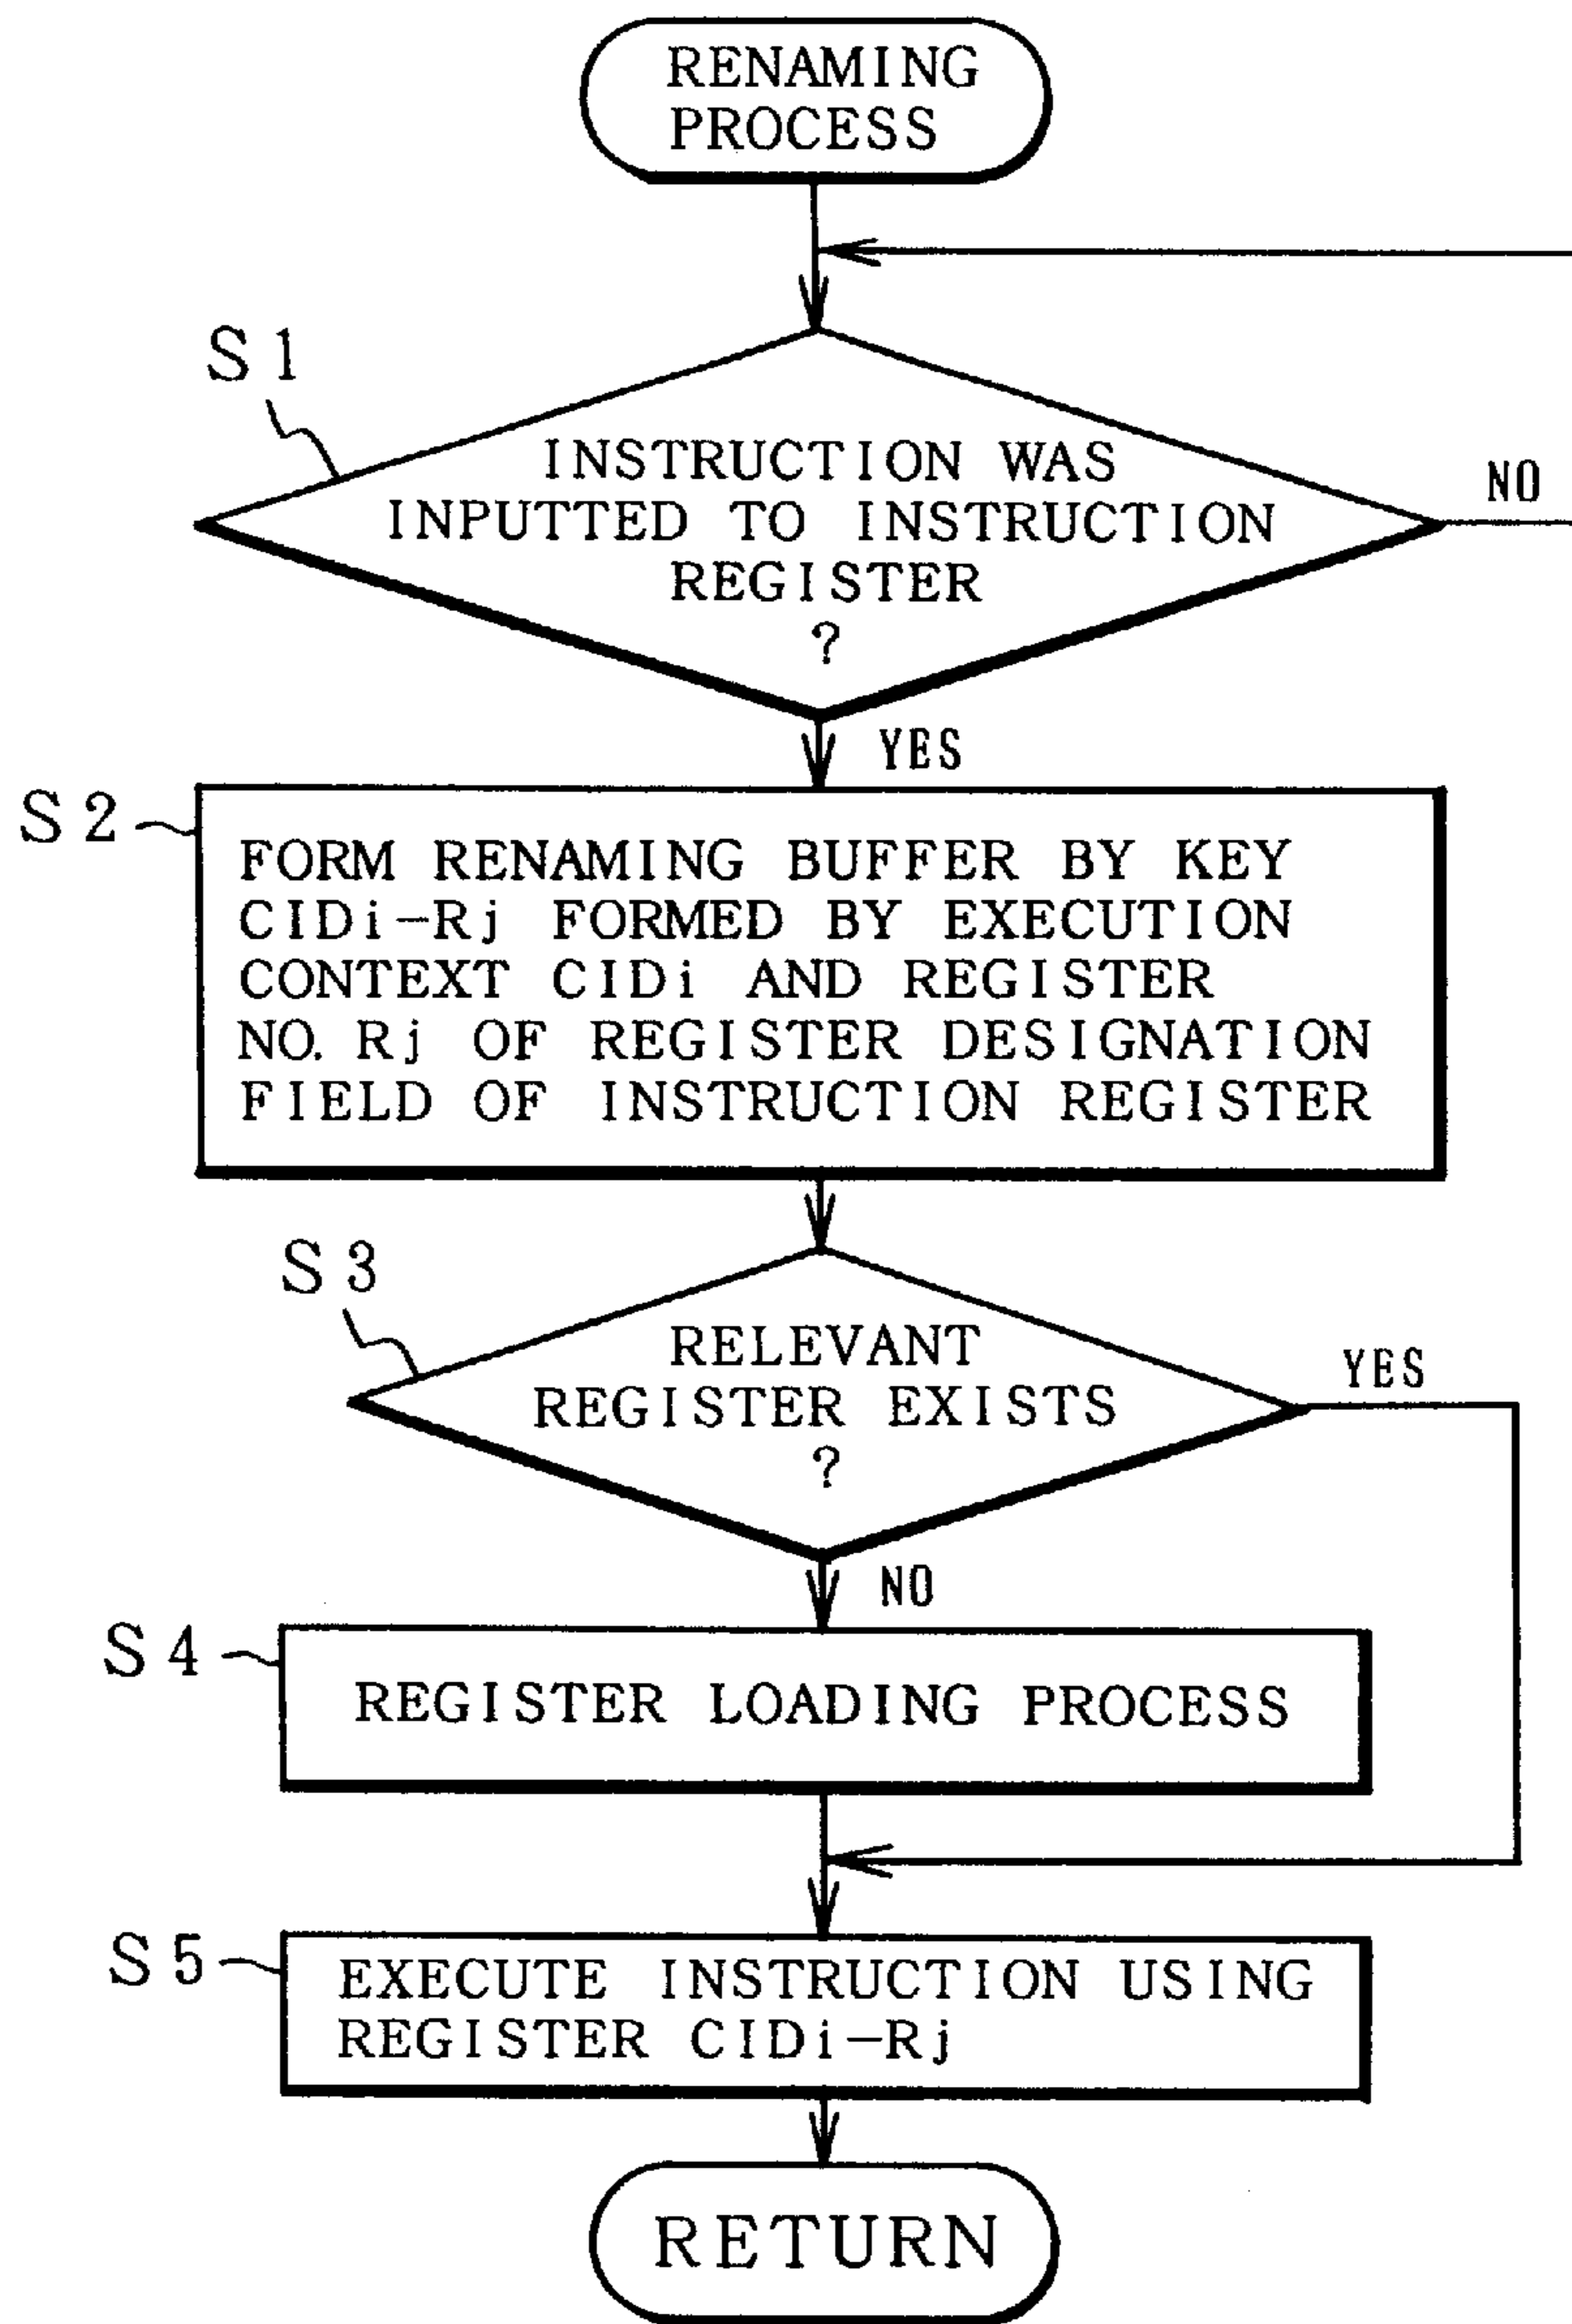 RENAMING
PROCESS
S1
INSTRUCTION WAS
INPUTTED TO INSTRUCTION
REGISTER
?
NO
YES
S2
FORM RENAMING BUFFER BY KEY
CIDi-Rj FORMED BY EXECUTION
CONTEXT CIDi AND REGISTER
NO. Rj OF REGISTER DESIGNATION
FIELD OF INSTRUCTION REGISTER
S3
RELEVANT
REGISTER EXISTS
?
YES
NO
S4
REGISTER LOADING PROCESS
S5
EXECUTE INSTRUCTION USING
REGISTER CIDi-Rj
RETURN